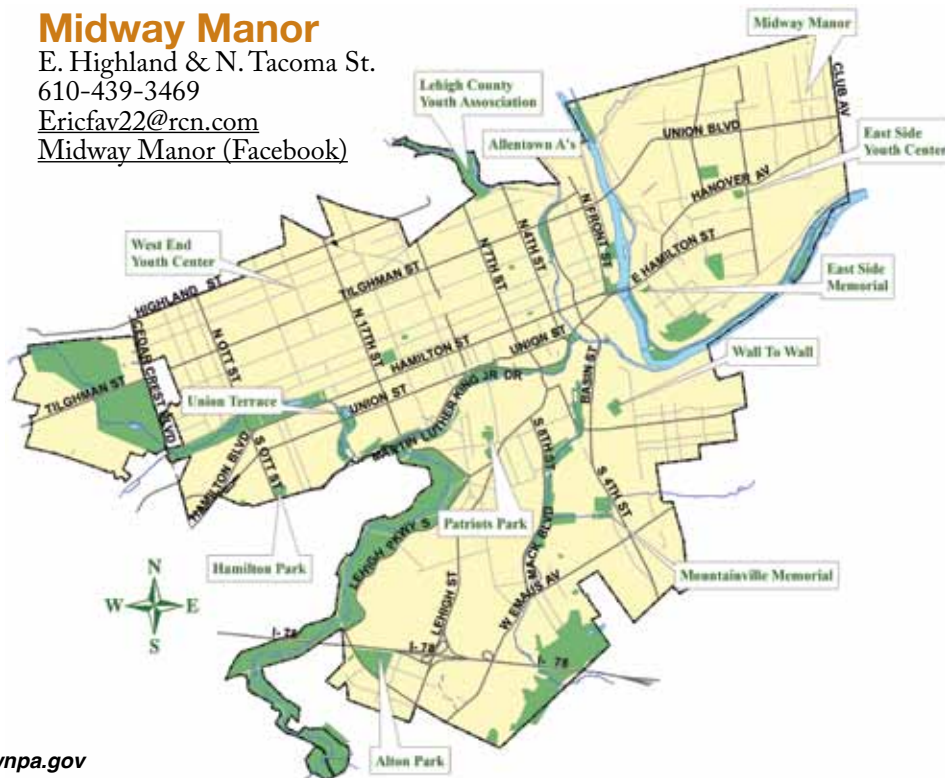 Midway Manor
E. Highland & N. Tacoma St.
610-439-3469
Ericfav22@rcn.com
Midway Manor (Facebook)
Midway Manor
Lehigh County
Youth Assosciation
CLUB AV
UNION BLVD
Allentown A's
East Side
Youth Center
HANOVER AV
N FRONT ST
N 4TH ST
N 7TH ST
West End
Youth Center
E HAMILTON ST
TILGHMAN ST
HIGHLAND ST
East Side
Memorial
N 17TH ST
N OTT ST
CEDAR CREST BLVD
HAMILTON ST
UNION ST
BASIN ST
Wall To Wall
TILGHMAN ST
Union Terrace
UNION ST
MARTIN LUTHER KING JR DR
HAMILTON BLVD
S OTT ST
S 8TH ST
S 4TH ST
Patriots Park
Hamilton Park
LEHIGH PKWY S
MACK BLVD
Mountainville Memorial
W EMAUS AV
LEHIGH ST
N
W
E
S
I- 78
I- 78
I- 78
Alton Park
wnpa.gov